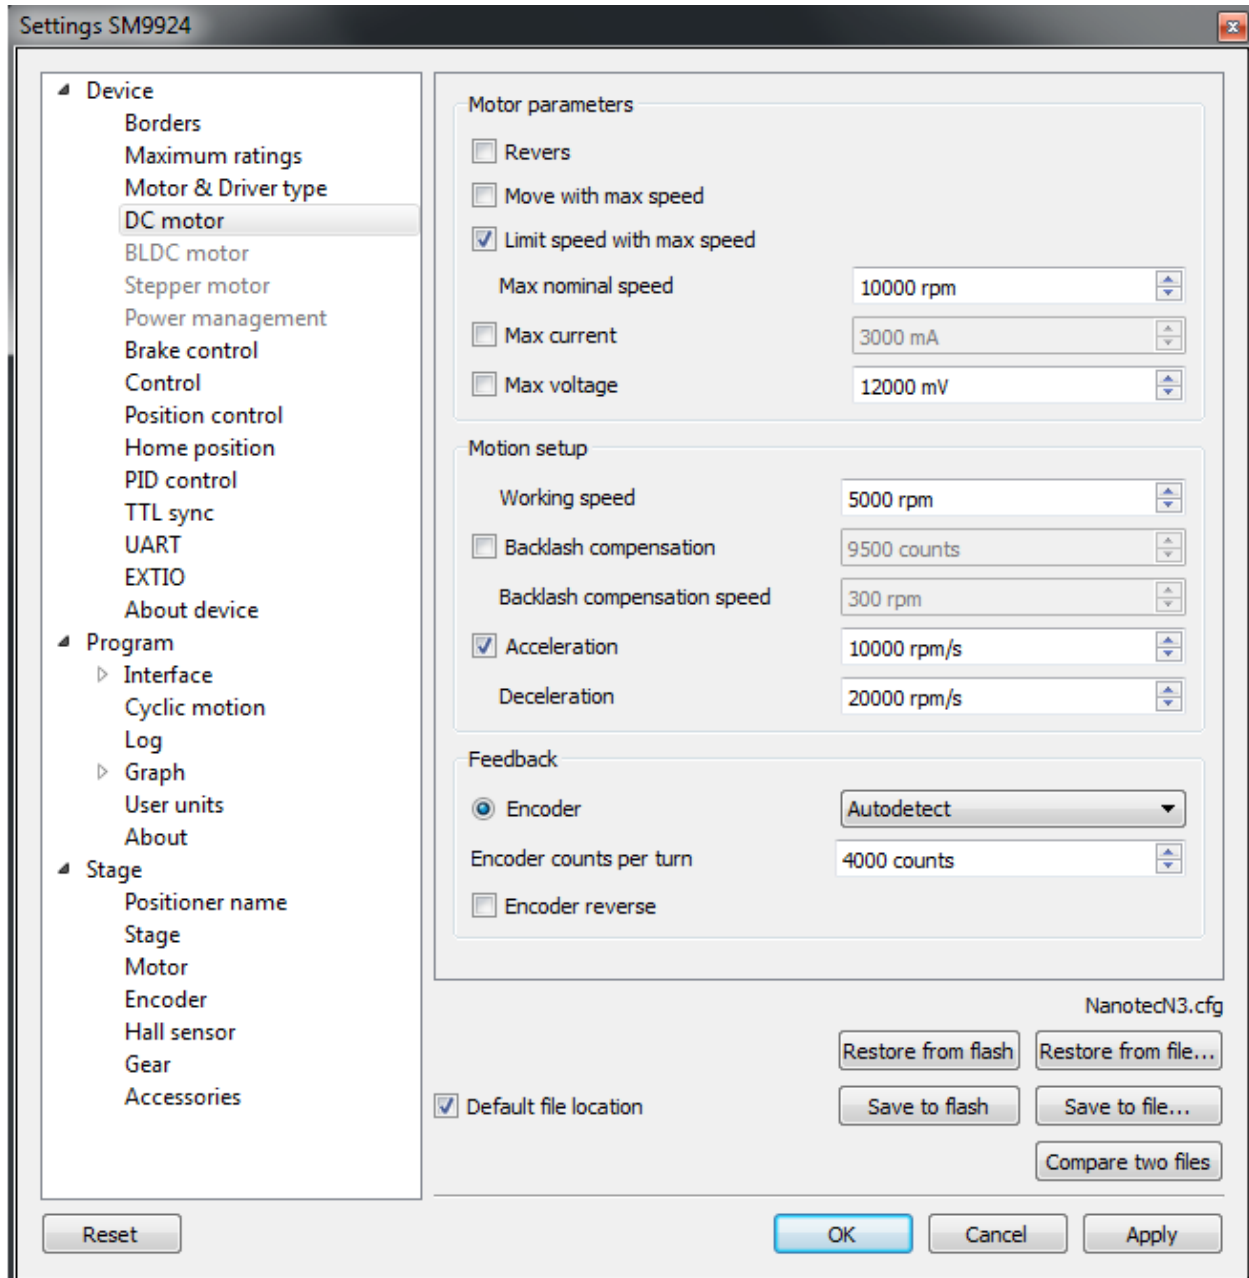 Settings SM9924
Device
Borders
Maximum ratings
Motor & Driver type
DC motor
BLDC motor
Stepper motor
Power management
Brake control
Control
Position control
Home position
PID control
TTL sync
UART
EXTIO
About device
Program
Interface
Cyclic motion
Log
Graph
User units
About
Stage
Positioner name
Stage
Motor
Encoder
Hall sensor
Gear
Accessories
Motor parameters
Revers
Move with max speed
Limit speed with max speed
Max nominal speed 10000 rpm
Max current 3000 mA
Max voltage 12000 mV
Motion setup
Working speed 5000 rpm
Backlash compensation 9500 counts
Backlash compensation speed 300 rpm
Acceleration 10000 rpm/s
Deceleration 20000 rpm/s
Feedback
Encoder Autodetect
Encoder counts per turn 4000 counts
Encoder reverse
NanotecN3.cfg
Restore from flash Restore from file...
Default file location Save to flash Save to file...
Compare two files
Reset OK Cancel Apply